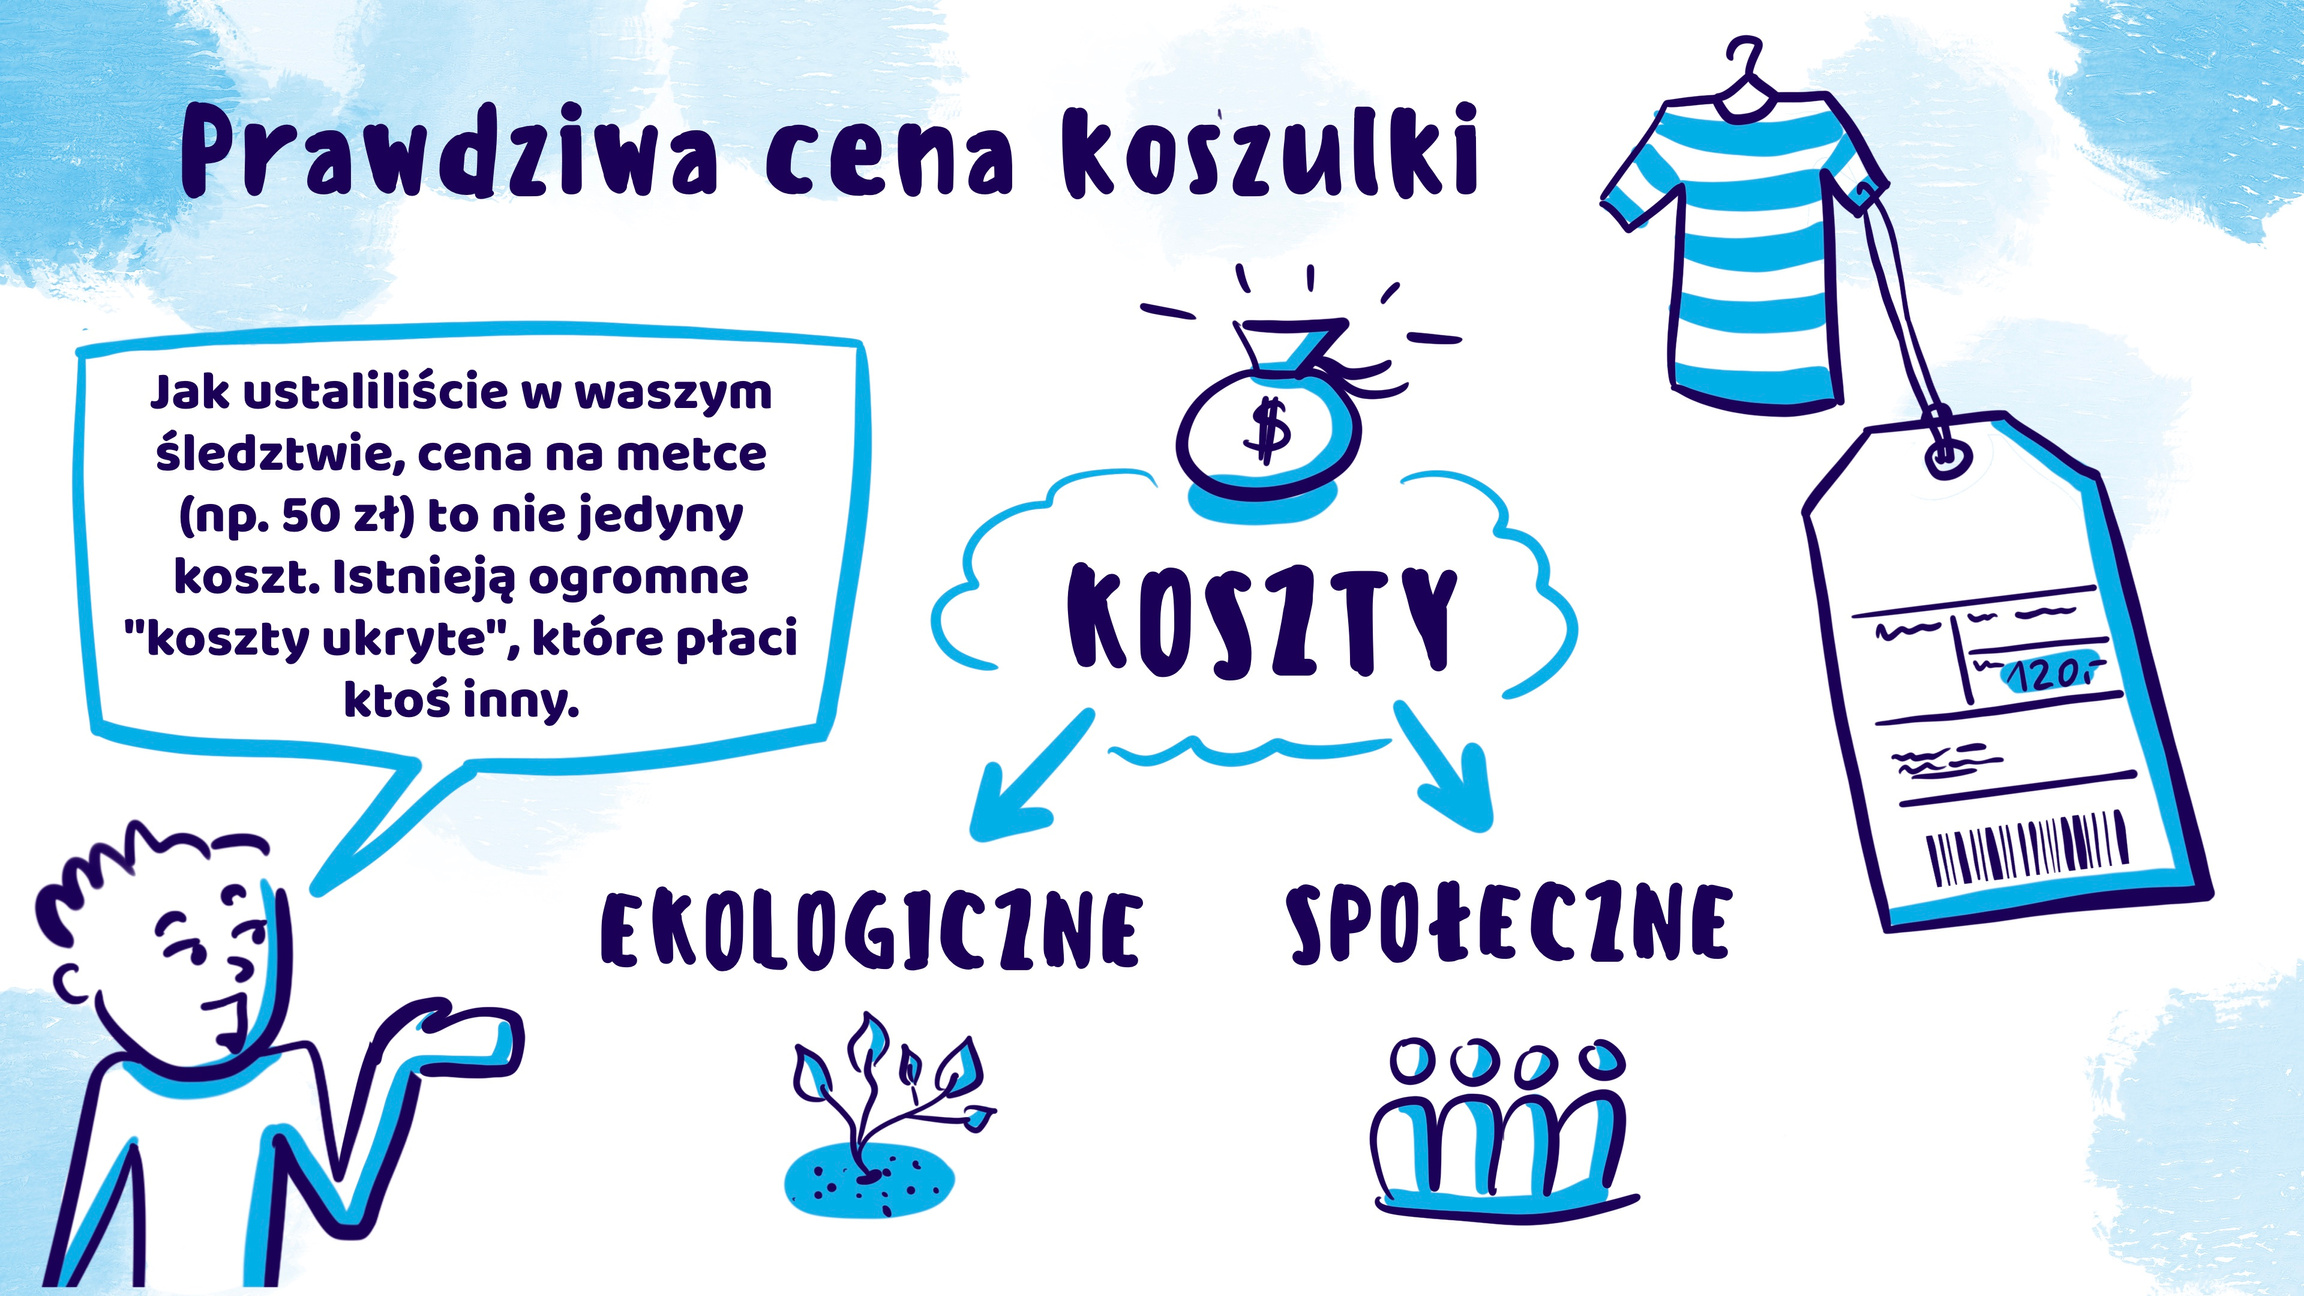 Prawdziwa cena koszulki
Jak ustaliliście w waszym
śledztwie, cena na metce
(np. 50 zł) to nie jedyny
koszt. Istnieją ogromne
"koszty ukryte", które płaci
ktoś inny.
$
KOSZTY
120,-
EKOLOGICZNE
SPOŁECZNE